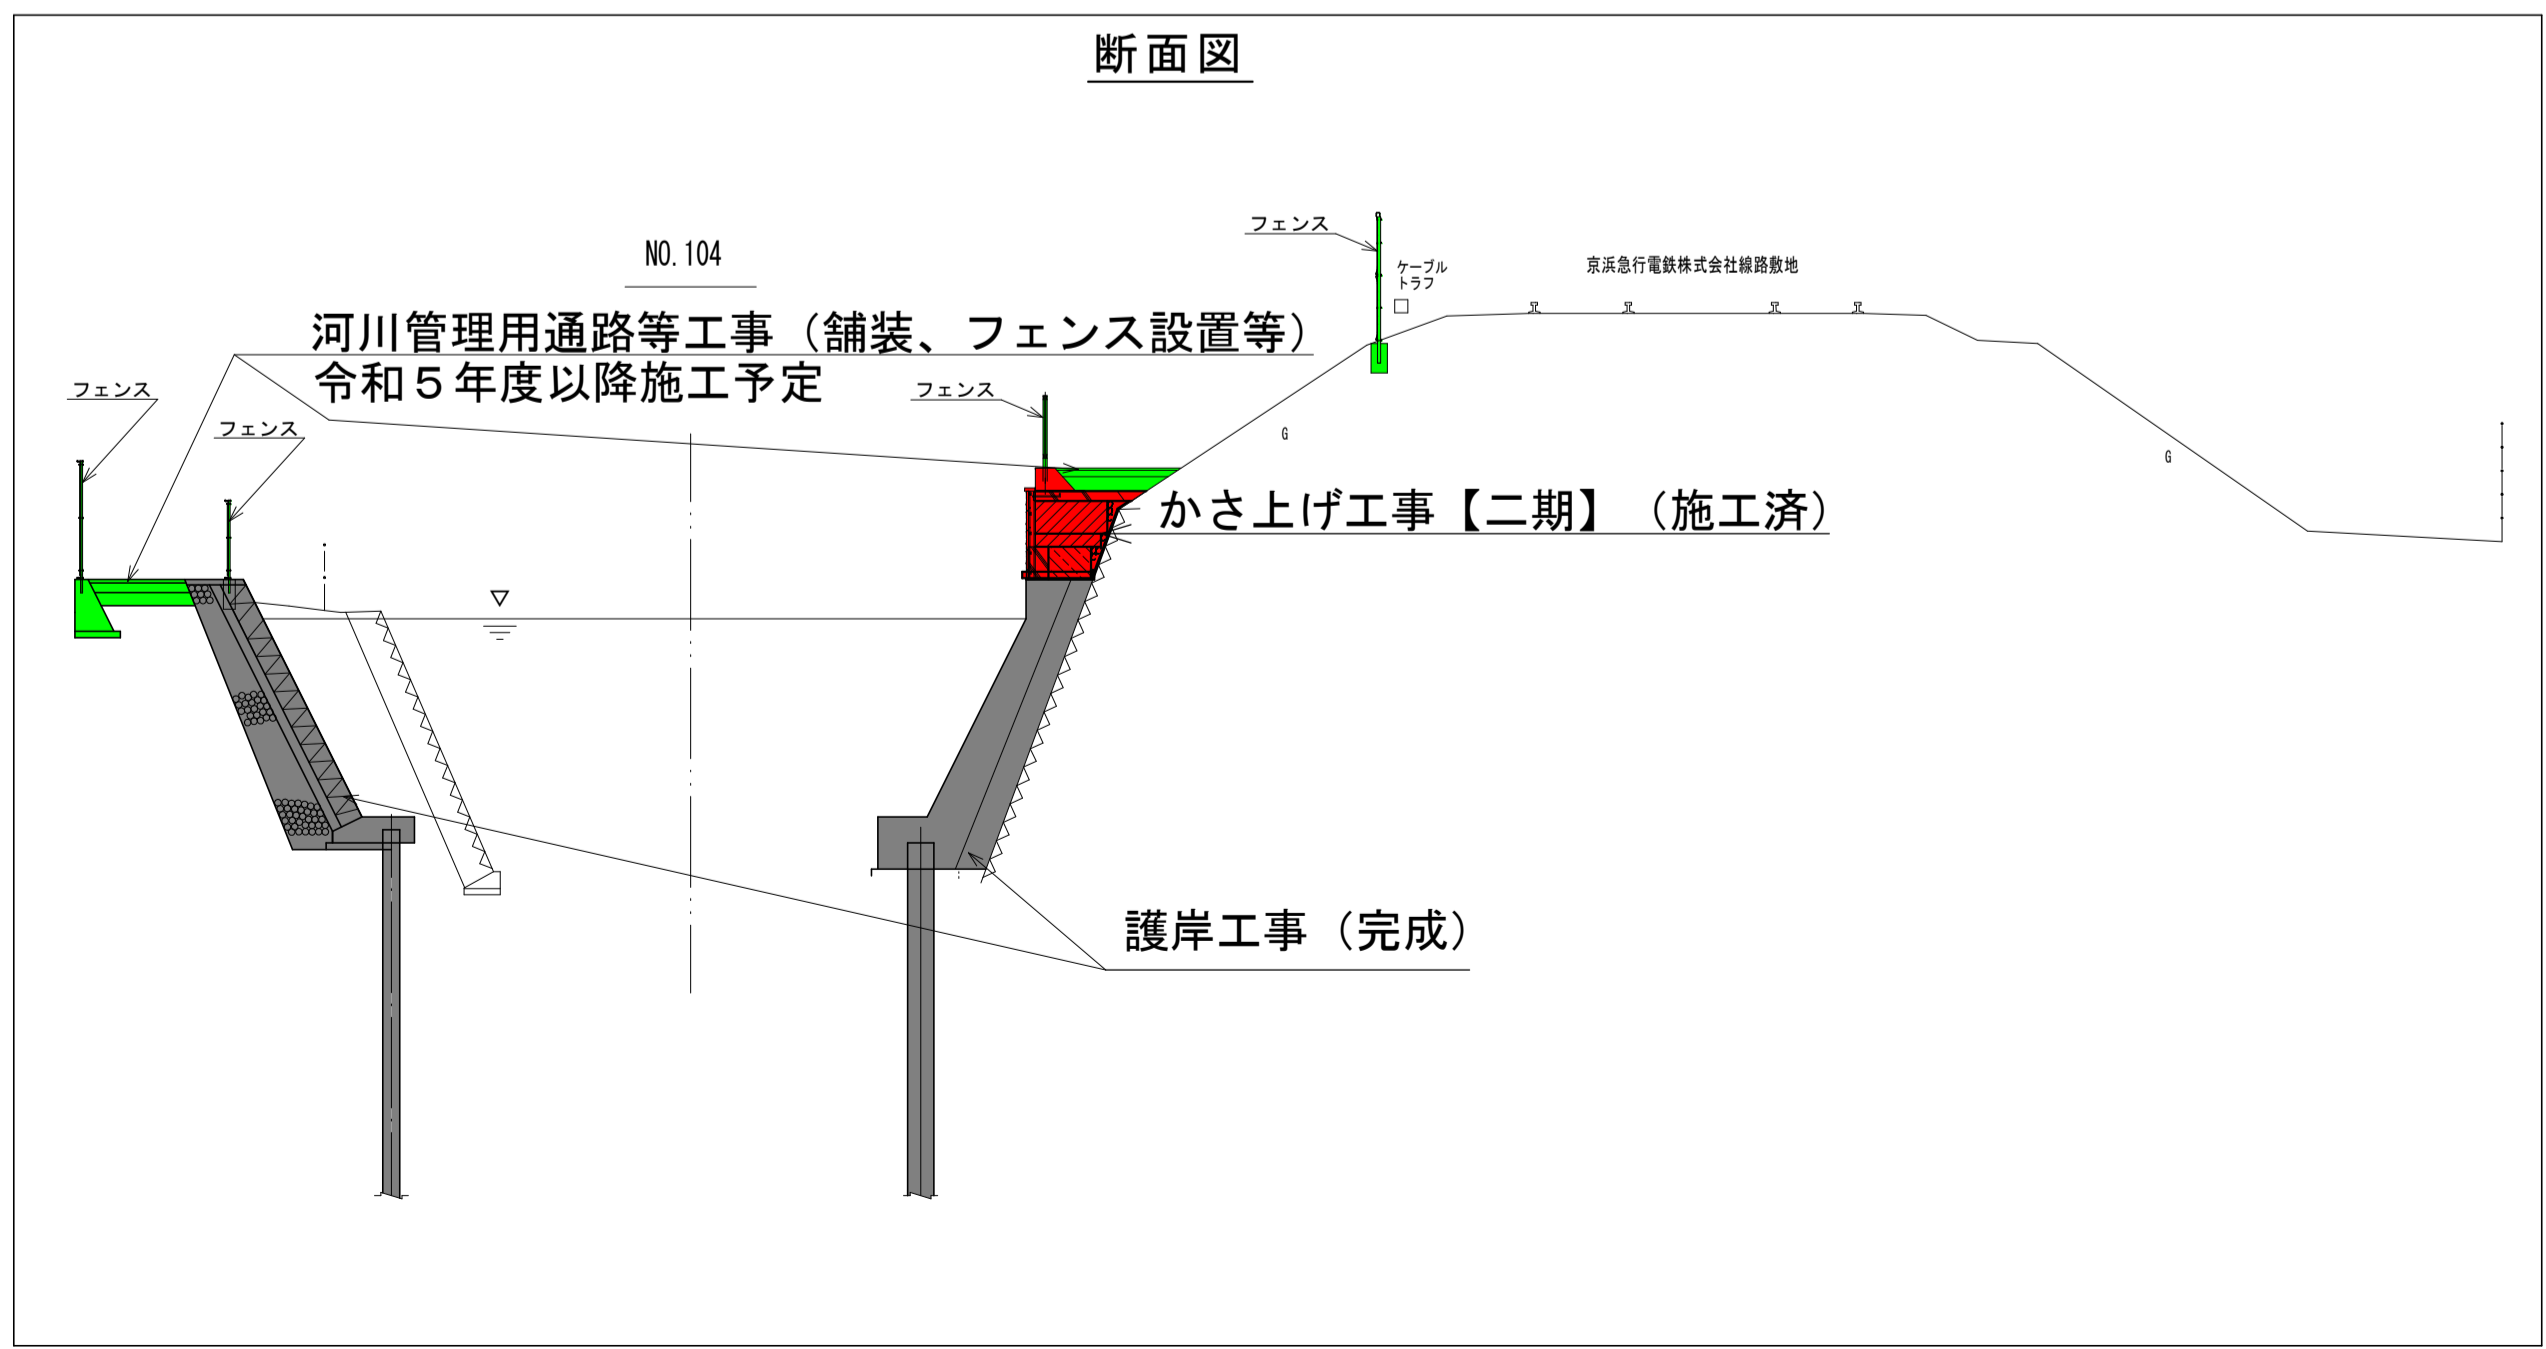 断面図
フェンス
NO.104
ケーブル
トラフ
京浜急行電鉄株式会社線路敷地
河川管理用通路等工事（舗装、フェンス設置等）
令和５年度以降施工予定
フェンス
フェンス
フェンス
G
G
かさ上げ工事【二期】（施工済）
護岸工事（完成）